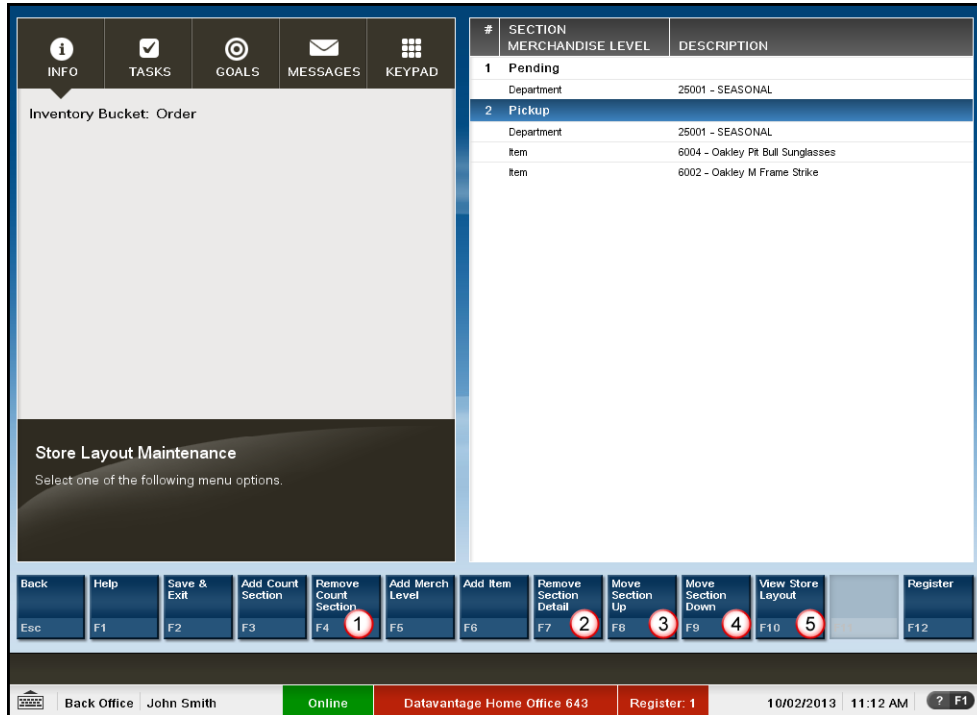 INFO
TASKS
GOALS
MESSAGES
KEYPAD
Inventory Bucket: Order
Store Layout Maintenance
Select one of the following menu options.
# SECTION
MERCHANDISE LEVEL DESCRIPTION
1 Pending
Department 25001 - SEASONAL
2 Pickup
Department 25001 - SEASONAL
Item 6004 - Oakley Pit Bull Sunglasses
Item 6002 - Oakley M Frame Strike
Back
Esc
Help
F1
Save &
Exit
F2
Add Count
Section
F3
Remove
Count
Section
F4 1
Add Merch
Level
F5
Add Item
F6
Remove
Section
Detail
F7 2
Move
Section
Up
F8 3
Move
Section
Down
F9 4
View Store
Layout
F10 5
Register
F12
Back Office John Smith Online Datavantage Home Office 643 Register: 1 10/02/2013 11:12 AM ? F1